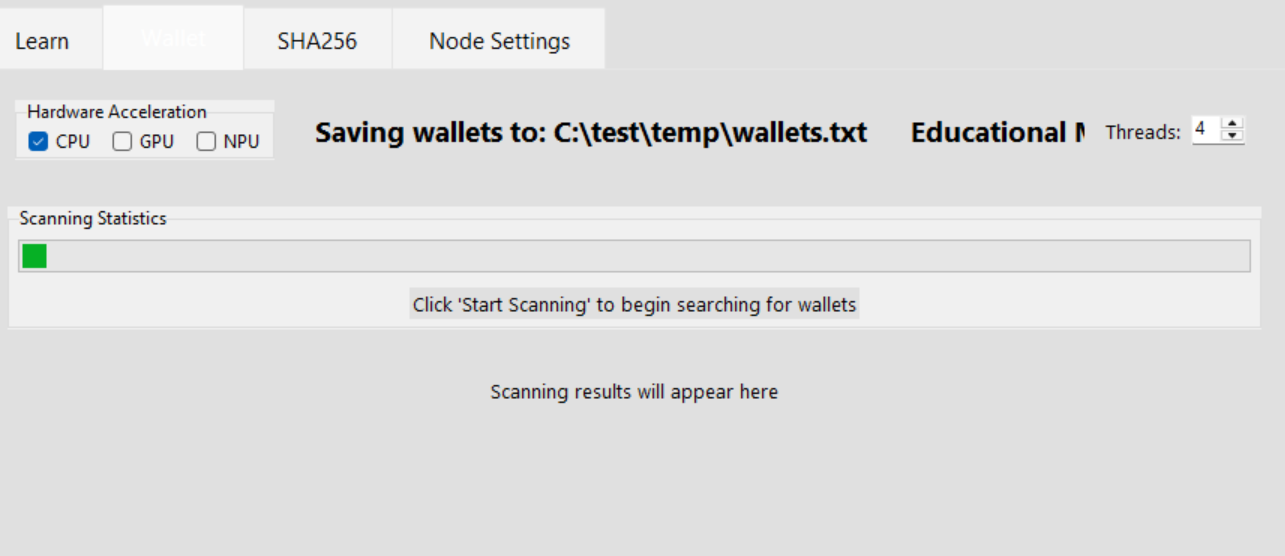 Learn Wallet SHA256 Node Settings
Hardware Acceleration
CPU GPU NPU
Saving wallets to: C:\test\temp\wallets.txt Educational Threads: 4
Scanning Statistics
Click 'Start Scanning' to begin searching for wallets
Scanning results will appear here